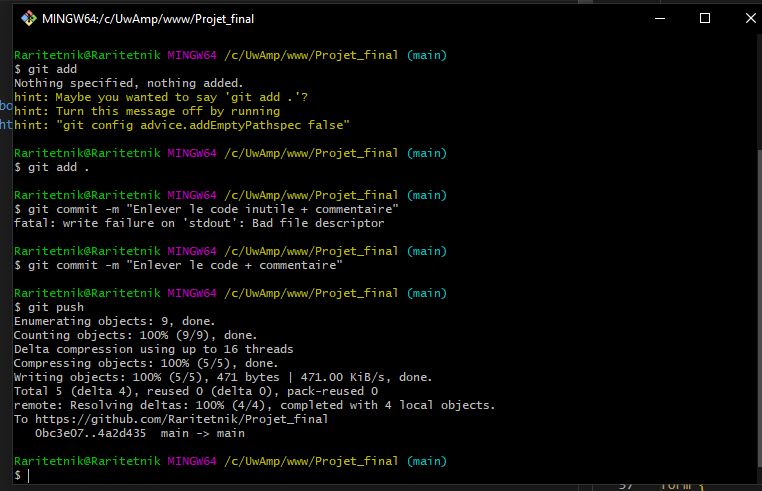 MINGW64:/c/UwAmp/www/Projet_final
Raritetnik@Raritetnik MINGW64 /c/UwAmp/www/Projet_final (main)
$ git add
Nothing specified, nothing added.
hint: Maybe you wanted to say 'git add .'?
hint: Turn this message off by running
hint: "git config advice.addEmptyPathspec false"
Raritetnik@Raritetnik MINGW64 /c/UwAmp/www/Projet_final (main)
$ git add .
Raritetnik@Raritetnik MINGW64 /c/UwAmp/www/Projet_final (main)
$ git commit -m "Enlever le code inutile + commentaire"
fatal: write failure on 'stdout': Bad file descriptor
Raritetnik@Raritetnik MINGW64 /c/UwAmp/www/Projet_final (main)
$ git commit -m "Enlever le code + commentaire"
Raritetnik@Raritetnik MINGW64 /c/UwAmp/www/Projet_final (main)
$ git push
Enumerating objects: 9, done.
Counting objects: 100% (9/9), done.
Delta compression using up to 16 threads
Compressing objects: 100% (5/5), done.
Writing objects: 100% (5/5), 471 bytes | 471.00 KiB/s, done.
Total 5 (delta 4), reused 0 (delta 0), pack-reused 0
remote: Resolving deltas: 100% (4/4), completed with 4 local objects.
To https://github.com/Raritetnik/Projet_final
   0bc3e07..4a2d435  main -> main
Raritetnik@Raritetnik MINGW64 /c/UwAmp/www/Projet_final (main)
$
bo
ht
form {